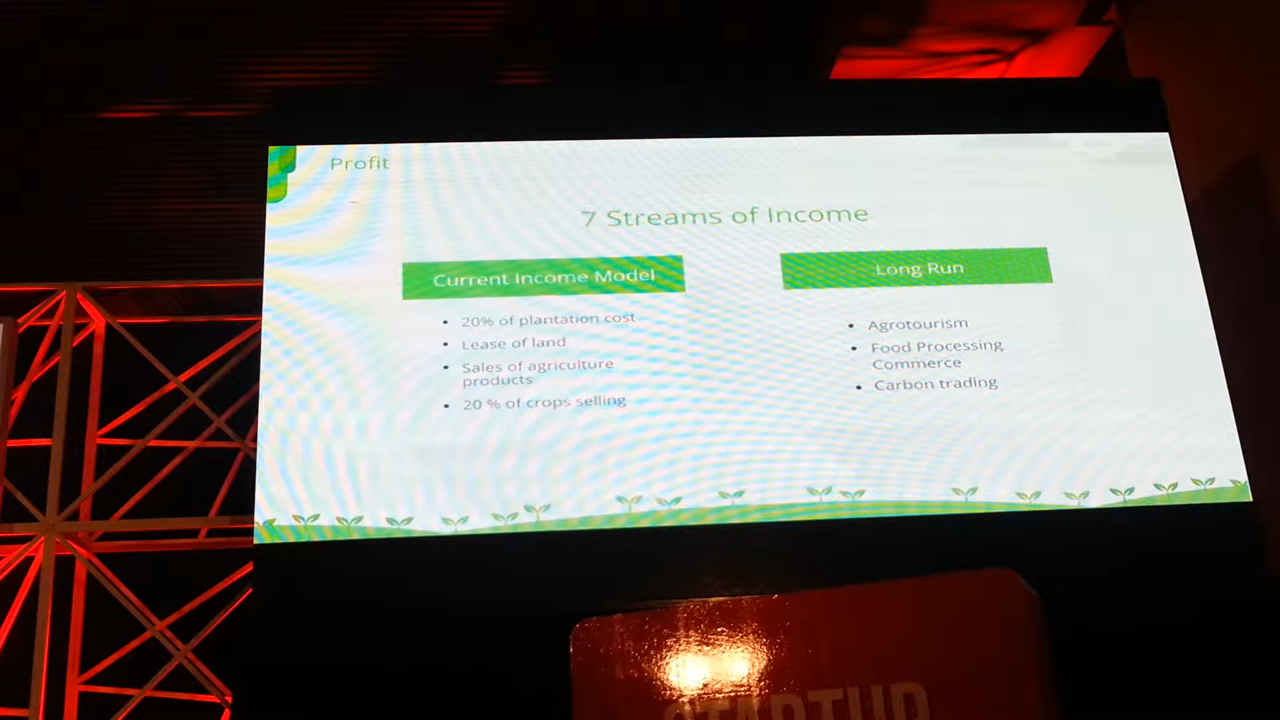 Profit
7 Streams of Income
Current Income Model
• 20% of plantation cost
• Lease of land
• Sales of agriculture
products
• 20 % of crops selling
Long Run
• Agrotourism
• Food Processing
Commerce
• Carbon trading
STARTUP